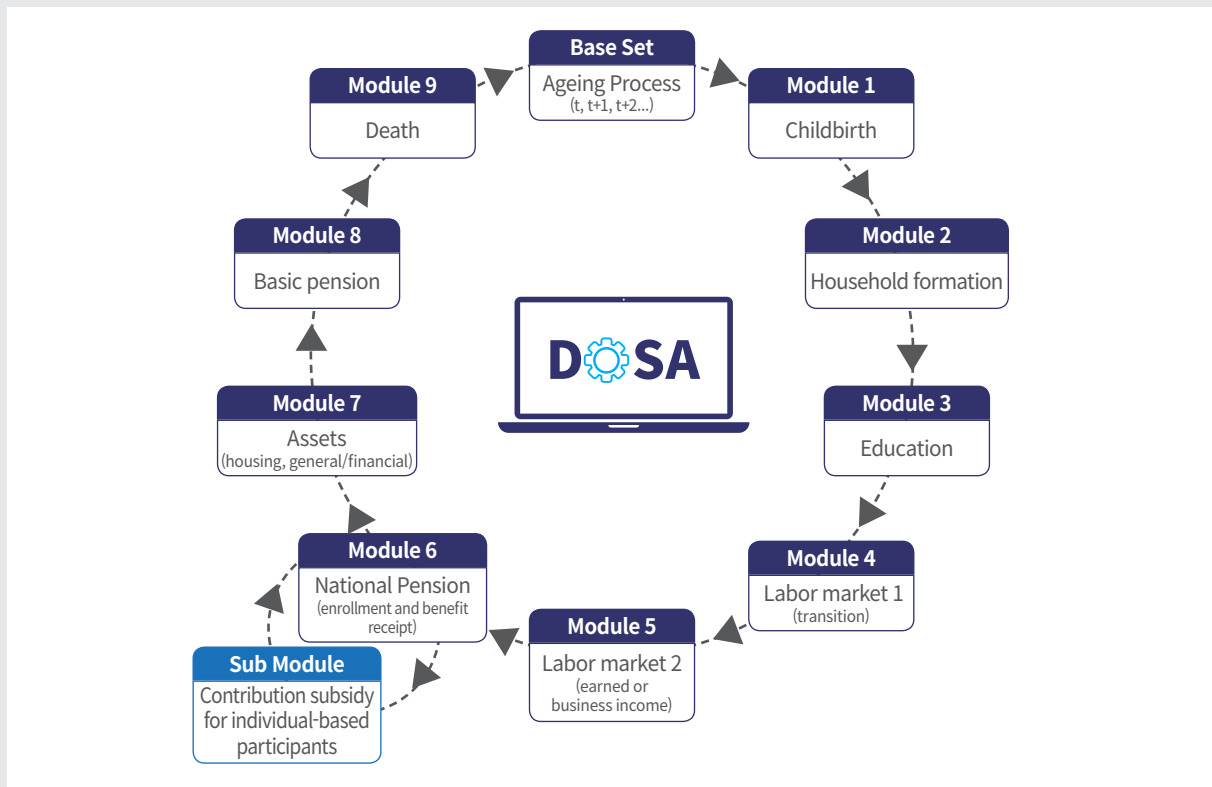 Base Set
Ageing Process
(t, t+1, t+2...)
Module 1
Childbirth
Module 2
Household formation
Module 3
Education
Module 4
Labor market 1
(transition)
Module 5
Labor market 2
(earned or
business income)
Module 6
National Pension
(enrollment and benefit
receipt)
Sub Module
Contribution subsidy
for individual-based
participants
Module 7
Assets
(housing, general/financial)
Module 8
Basic pension
Module 9
Death
DOSA